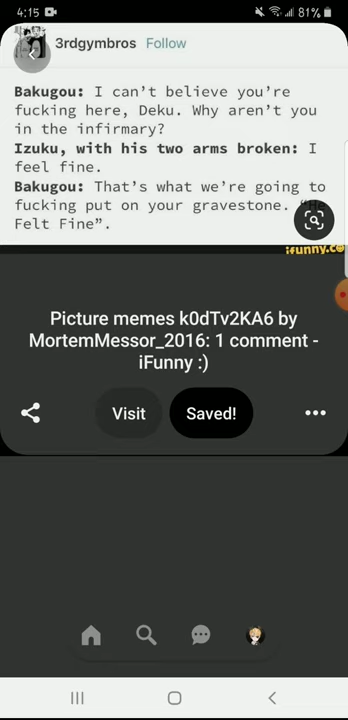 4:15 81%
3rdgymbros Follow
Bakugou: I can't believe you're
fucking here, Deku. Why aren't you
in the infirmary?
Izuku, with his two arms broken: I
feel fine.
Bakugou: That's what we're going to
fucking put on your gravestone. "He
Felt Fine".
ifunny.co
Picture memes k0dTv2KA6 by
MortemMessor_2016: 1 comment -
iFunny :)
Visit Saved!